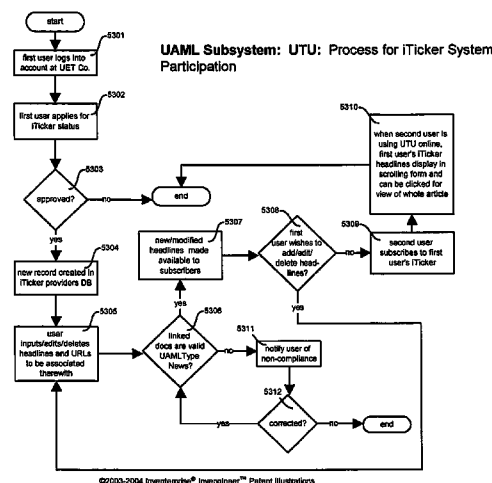 UAML Subsystem: UTU: Process for iTicker System
Participation
start
5301
first user logs into
account at UET Co.
5302
first user applies for
iTicker status
5303
approved?
no
end
yes
5304
new record created in
iTicker providers DB
5305
user
inputs/edits/deletes
headlines and URLs
to be associated
therewith
5306
linked
docs are valid
UAMLType
News?
yes
5307
new/modified
headlines made
available to
subscribers
5308
first
user wishes to
add/edit/
delete head-
lines?
no
yes
5309
second user
subscribes to first
user's iTicker
5310
when second user is
using UTU online,
first user's iTicker
headlines display in
scrolling form and
can be clicked for
view of whole article
no
5311
notify user of
non-compliance
5312
corrected?
yes
no
end
©2003-2004 Inventerprise® Invengineer™ Patent Illustrations